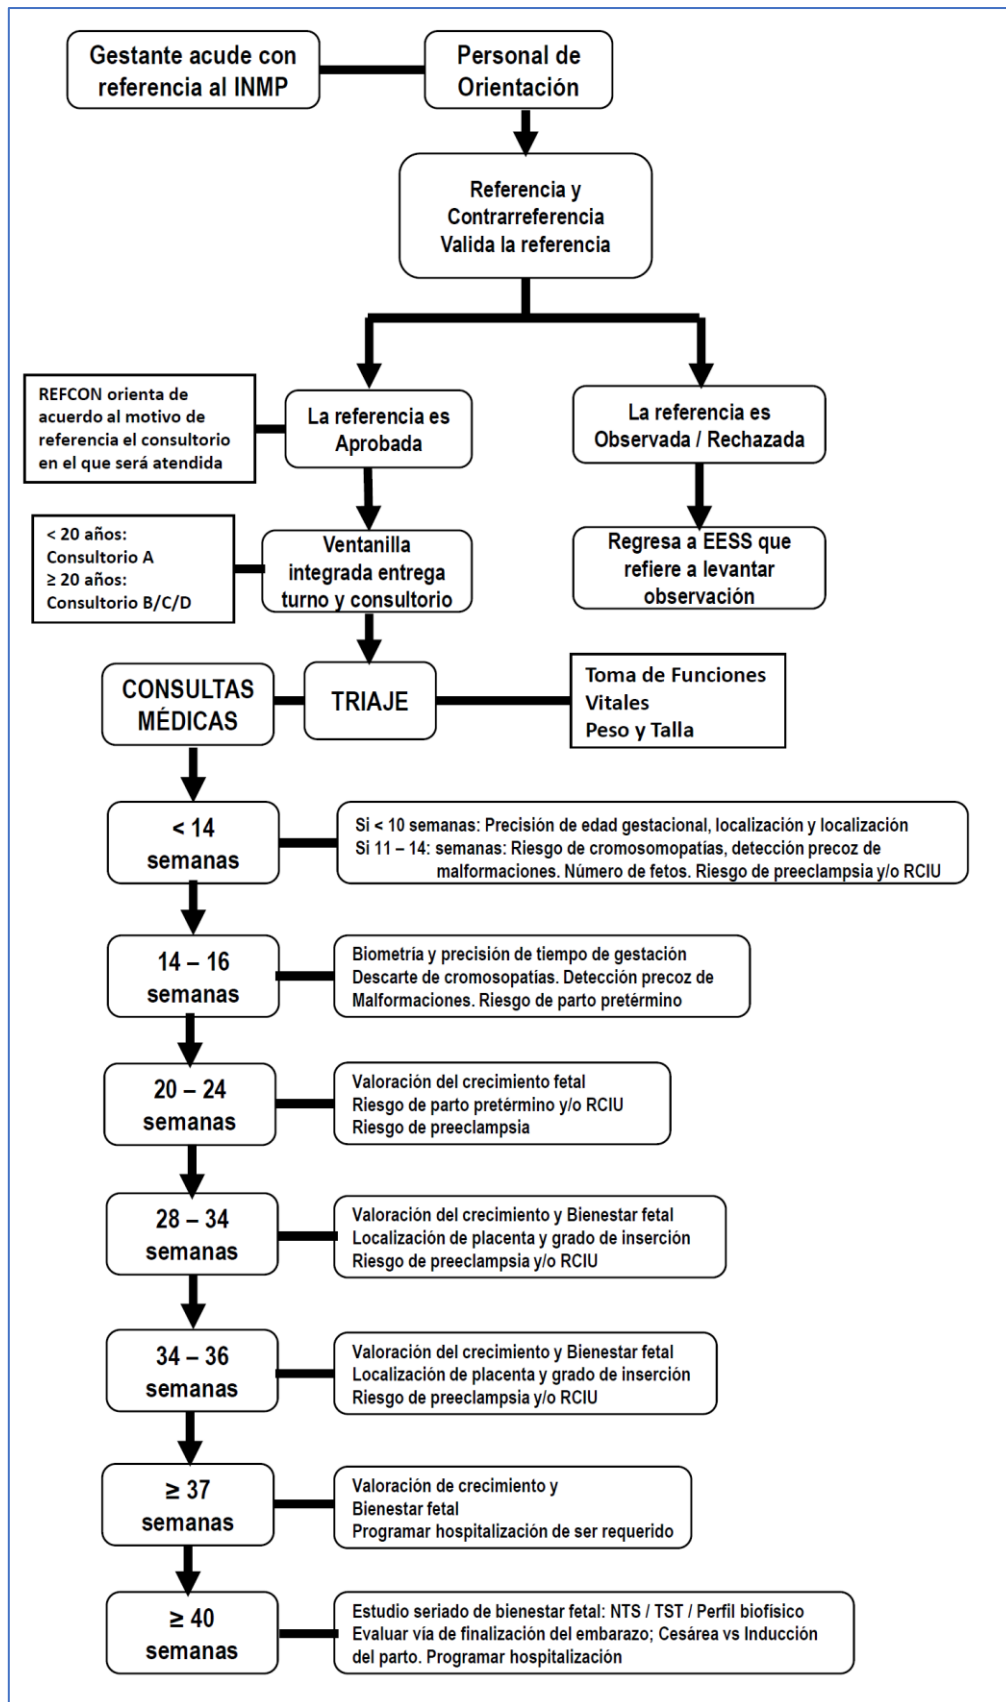 Gestante acude con
referencia al INMP
Personal de
Orientación
Referencia y
Contrarreferencia
Valida la referencia
REFCON orienta de
acuerdo al motivo de
referencia el consultorio
en el que será atendida
La referencia es
Aprobada
La referencia es
Observada / Rechazada
< 20 años:
Consultorio A
≥ 20 años:
Consultorio B/C/D
Ventanilla
integrada entrega
turno y consultorio
Regresa a EESS que
refiere a levantar
observación
CONSULTAS
MÉDICAS
TRIAJE
Toma de Funciones
Vitales
Peso y Talla
< 14
semanas
Si < 10 semanas: Precisión de edad gestacional, localización y localización
Si 11 – 14: semanas: Riesgo de cromosomopatías, detección precoz de
malformaciones. Número de fetos. Riesgo de preeclampsia y/o RCIU
14 – 16
semanas
Biometría y precisión de tiempo de gestación
Descarte de cromosopatías. Detección precoz de
Malformaciones. Riesgo de parto pretérmino
20 – 24
semanas
Valoración del crecimiento fetal
Riesgo de parto pretérmino y/o RCIU
Riesgo de preeclampsia
28 – 34
semanas
Valoración del crecimiento y Bienestar fetal
Localización de placenta y grado de inserción
Riesgo de preeclampsia y/o RCIU
34 – 36
semanas
Valoración del crecimiento y Bienestar fetal
Localización de placenta y grado de inserción
Riesgo de preeclampsia y/o RCIU
≥ 37
semanas
Valoración de crecimiento y
Bienestar fetal
Programar hospitalización de ser requerido
≥ 40
semanas
Estudio seriado de bienestar fetal: NTS / TST / Perfil biofísico
Evaluar vía de finalización del embarazo; Cesárea vs Inducción
del parto. Programar hospitalización